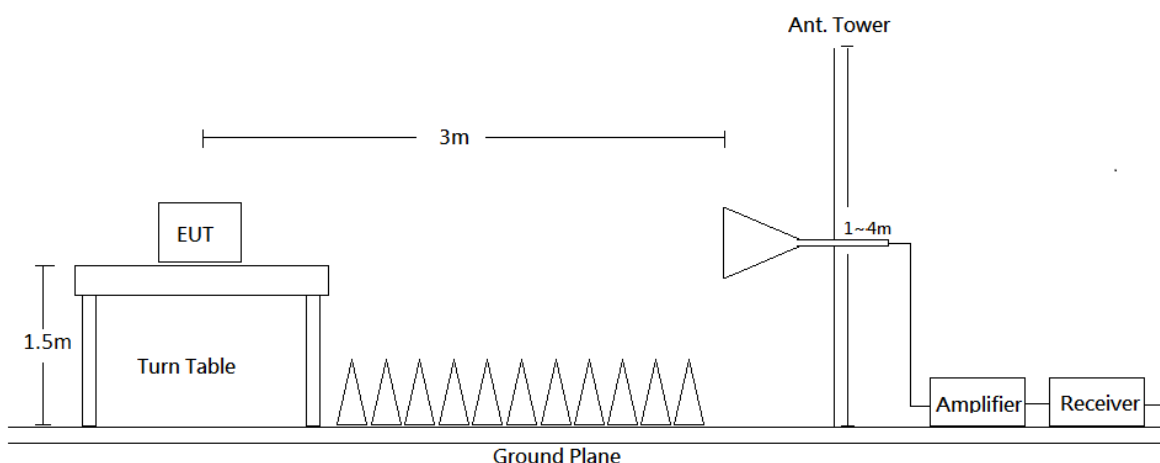 Ant. Tower
3m
EUT
1~4m
1.5m
Turn Table
Amplifier
Receiver
Ground Plane